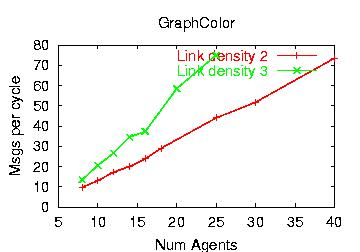 GraphColor
80
70
60
50
40
30
20
10
0
Msgs per cycle
Link density 2
Link density 3
5 10 15 20 25 30 35 40
Num Agents